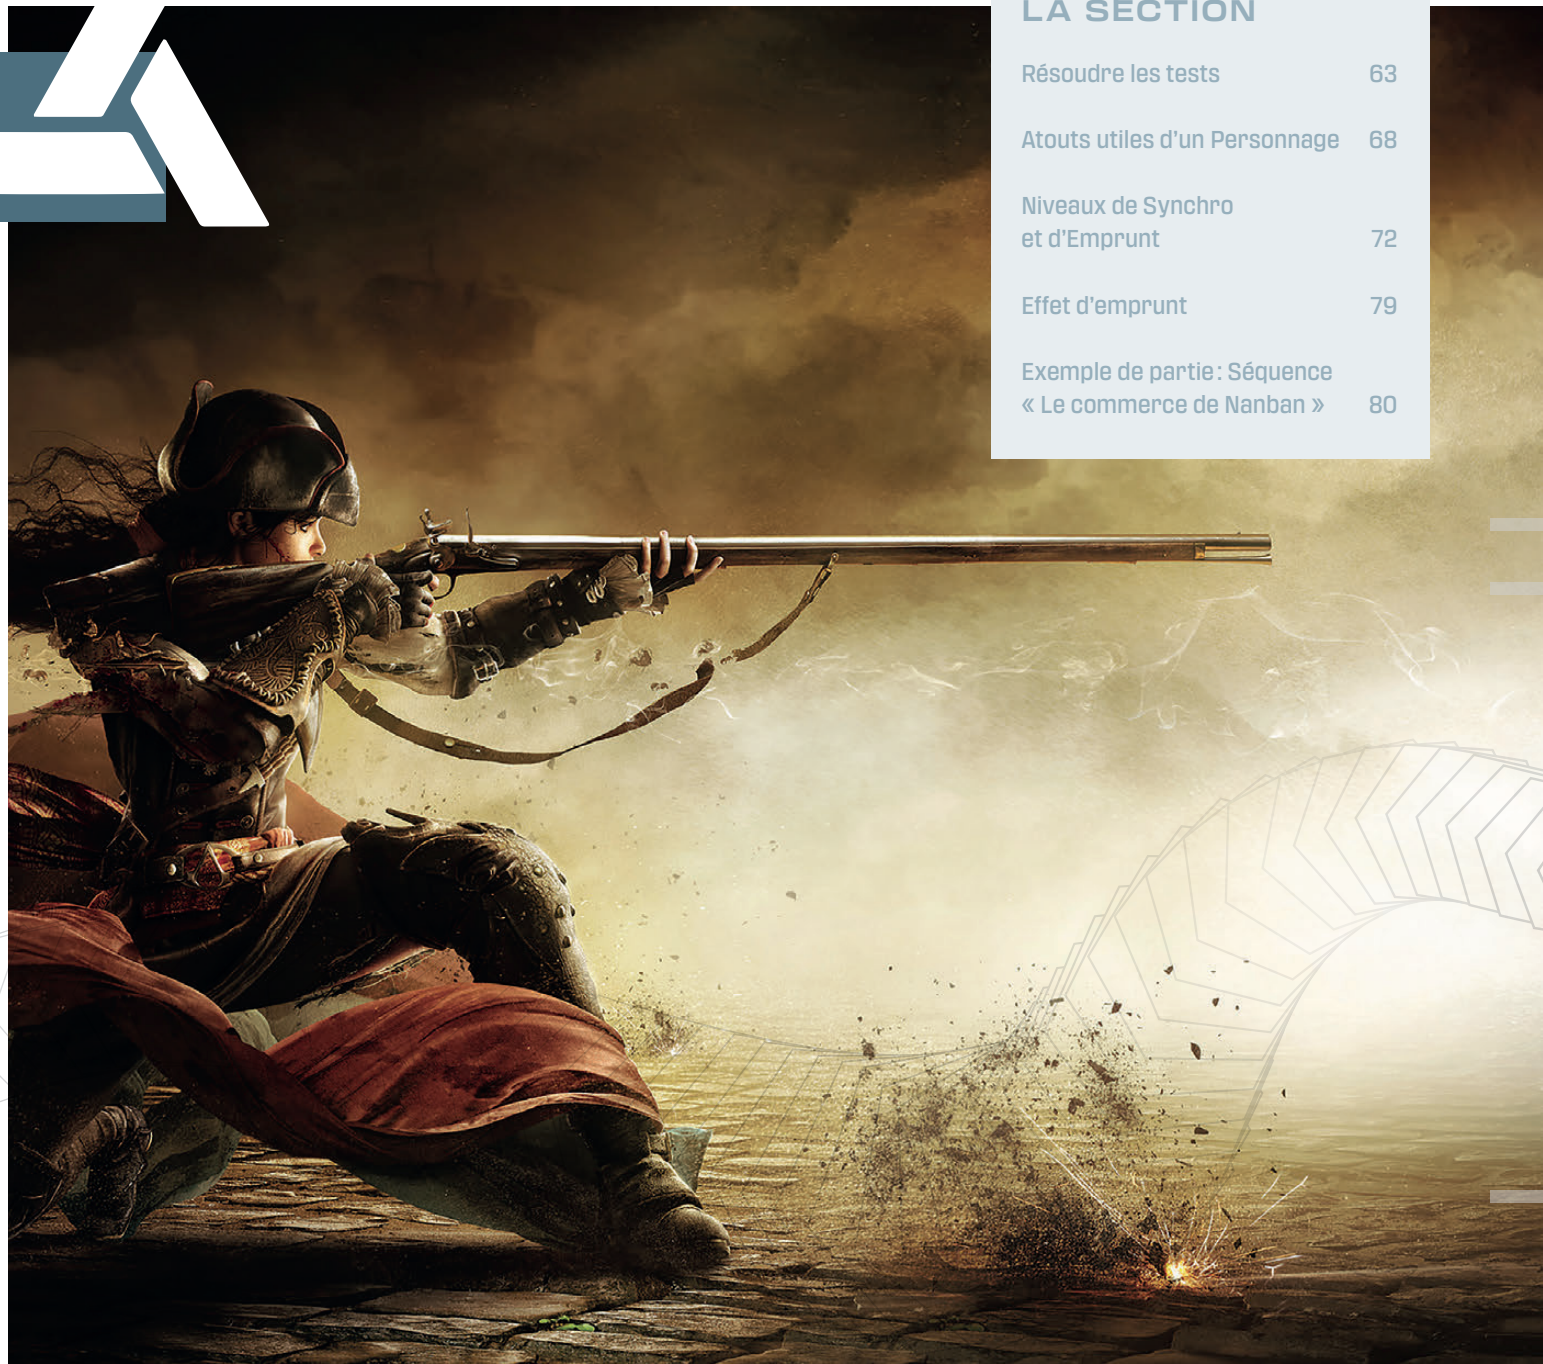 LA SECTION
Résoudre les tests 63
Atouts utiles d'un Personnage 68
Niveaux de Synchro
et d'Emprunt 72
Effet d'emprunt 79
Exemple de partie : Séquence
« Le commerce de Nanban » 80